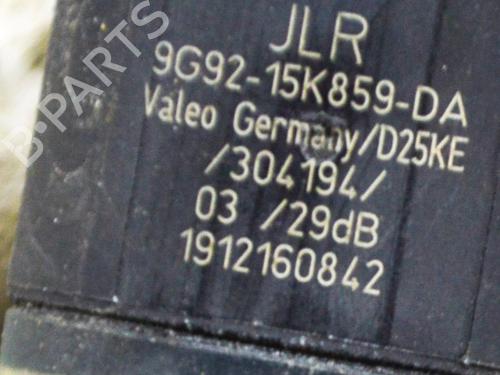 B-PARTS
JLR
9G92-15K859-DA
Valeo Germany/D25KE
/304194/
03 /29dB
1912160842